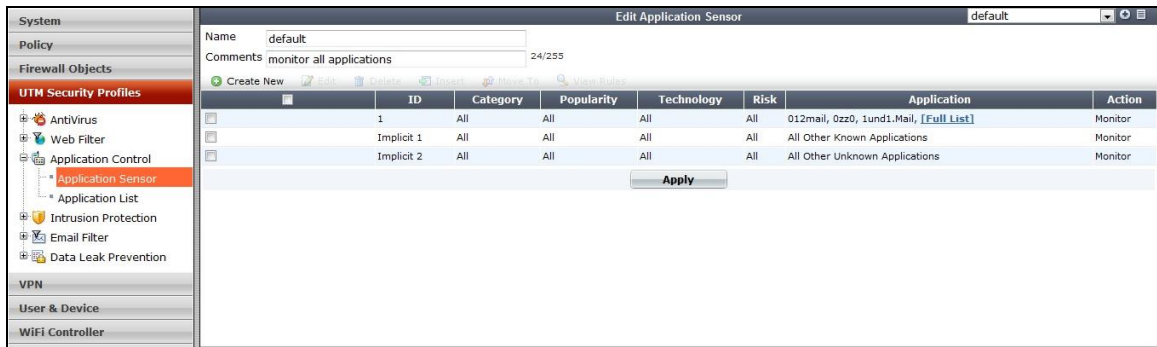 System
Policy
Firewall Objects
UTM Security Profiles
AntiVirus
Web Filter
Application Control
Application Sensor
Application List
Intrusion Protection
Email Filter
Data Leak Prevention
VPN
User & Device
WiFi Controller
Edit Application Sensor default
Name default
Comments monitor all applications 24/255
Create New Edit Delete Insert Move To View Rules
ID Category Popularity Technology Risk Application Action
1 All All All All 012mail, 0zz0, 1und1.Mail, [Full List] Monitor
Implicit 1 All All All All All Other Known Applications Monitor
Implicit 2 All All All All All Other Unknown Applications Monitor
Apply